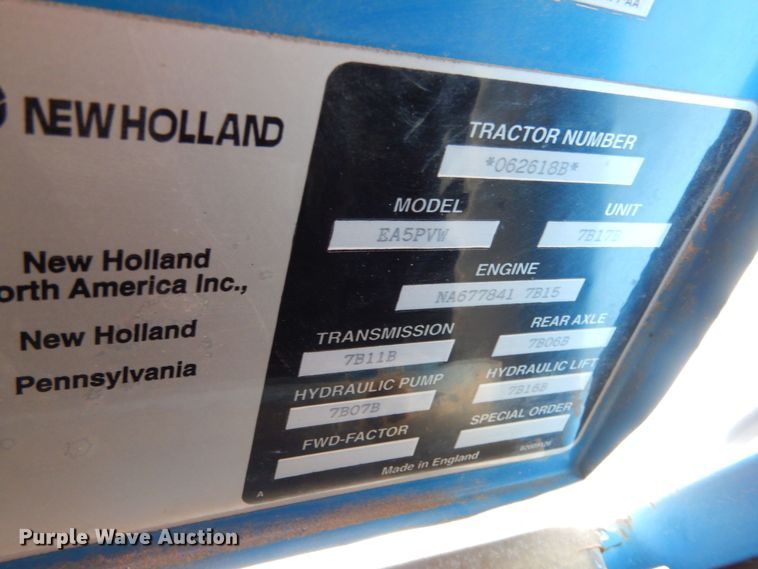 NEW HOLLAND
New Holland
orth America Inc.,
New Holland
Pennsylvania
TRACTOR NUMBER
*062618B*
MODEL UNIT
EA5PVW 7B17B
ENGINE
NA677841 7B15
TRANSMISSION REAR AXLE
7B11B 7B06B
HYDRAULIC PUMP HYDRAULIC LIFT
7B07B 7B16B
FWD-FACTOR SPECIAL ORDER
Made in England
A
Purple Wave Auction